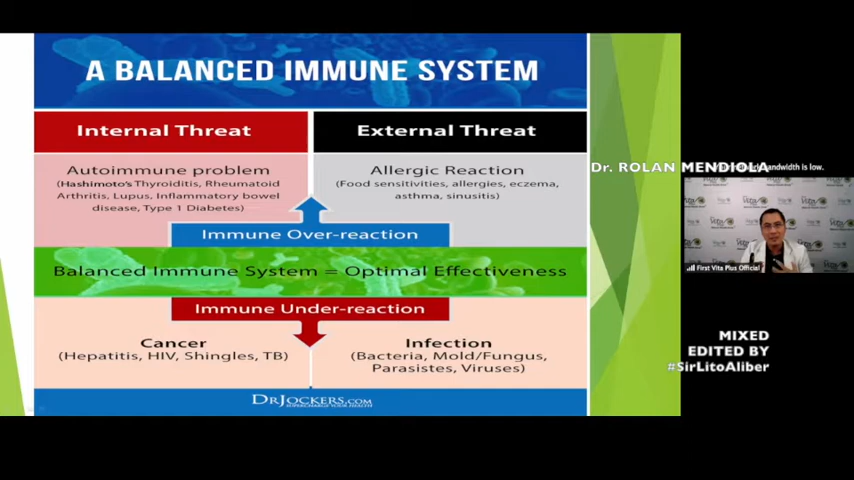 A BALANCED IMMUNE SYSTEM
Internal Threat
External Threat
Autoimmune problem
(Hashimoto's Thyroiditis, Rheumatoid
Arthritis, Lupus, Inflammatory bowel
disease, Type 1 Diabetes)
Allergic Reaction
(Food sensitivities, allergies, eczema,
asthma, sinusitis)
Immune Over-reaction
Balanced Immune System = Optimal Effectiveness
Immune Under-reaction
Cancer
(Hepatitis, HIV, Shingles, TB)
Infection
(Bacteria, Mold/Fungus,
Parasistes, Viruses)
DRJOCKERS.COM
SUPERCHARGE YOUR HEALTH
Dr. ROLAN MENDIOLA
bandwidth is low.
First Vita Plus Official
MIXED
EDITED BY
#SirLitoAliber